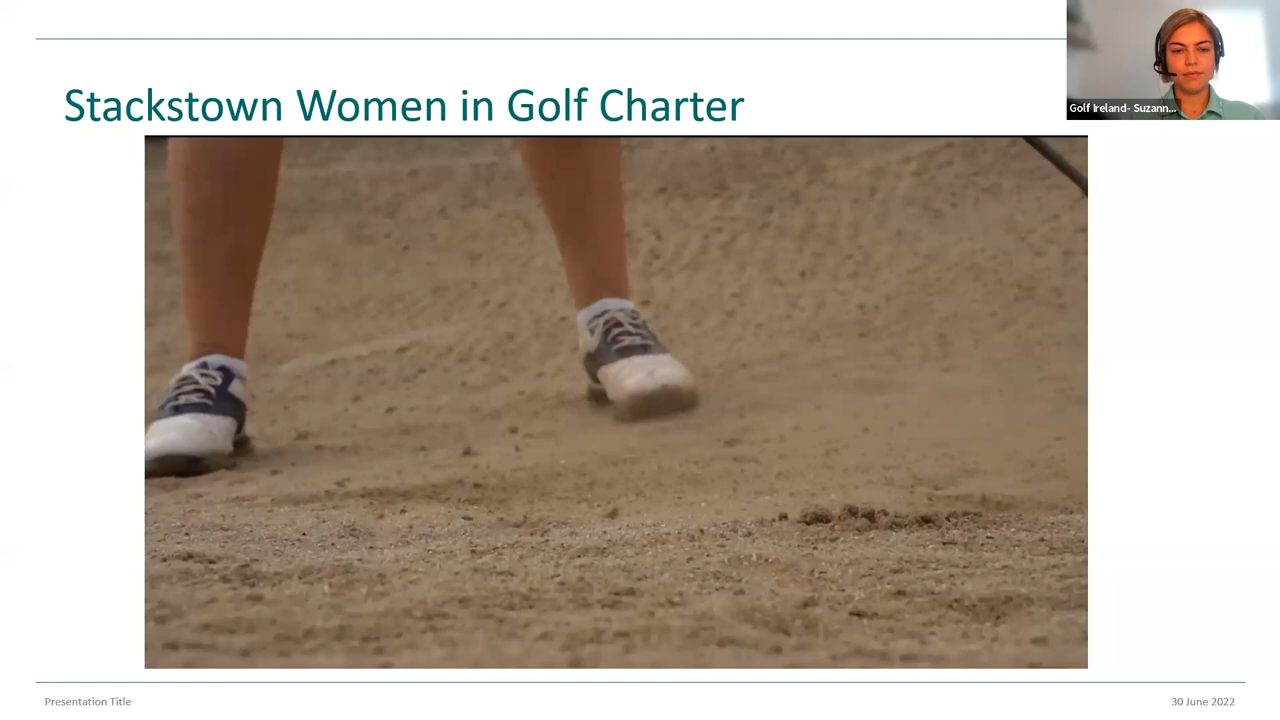 Stackstown Women in Golf Charter
Golf Ireland- Suzann...
Presentation Title
30 June 2022